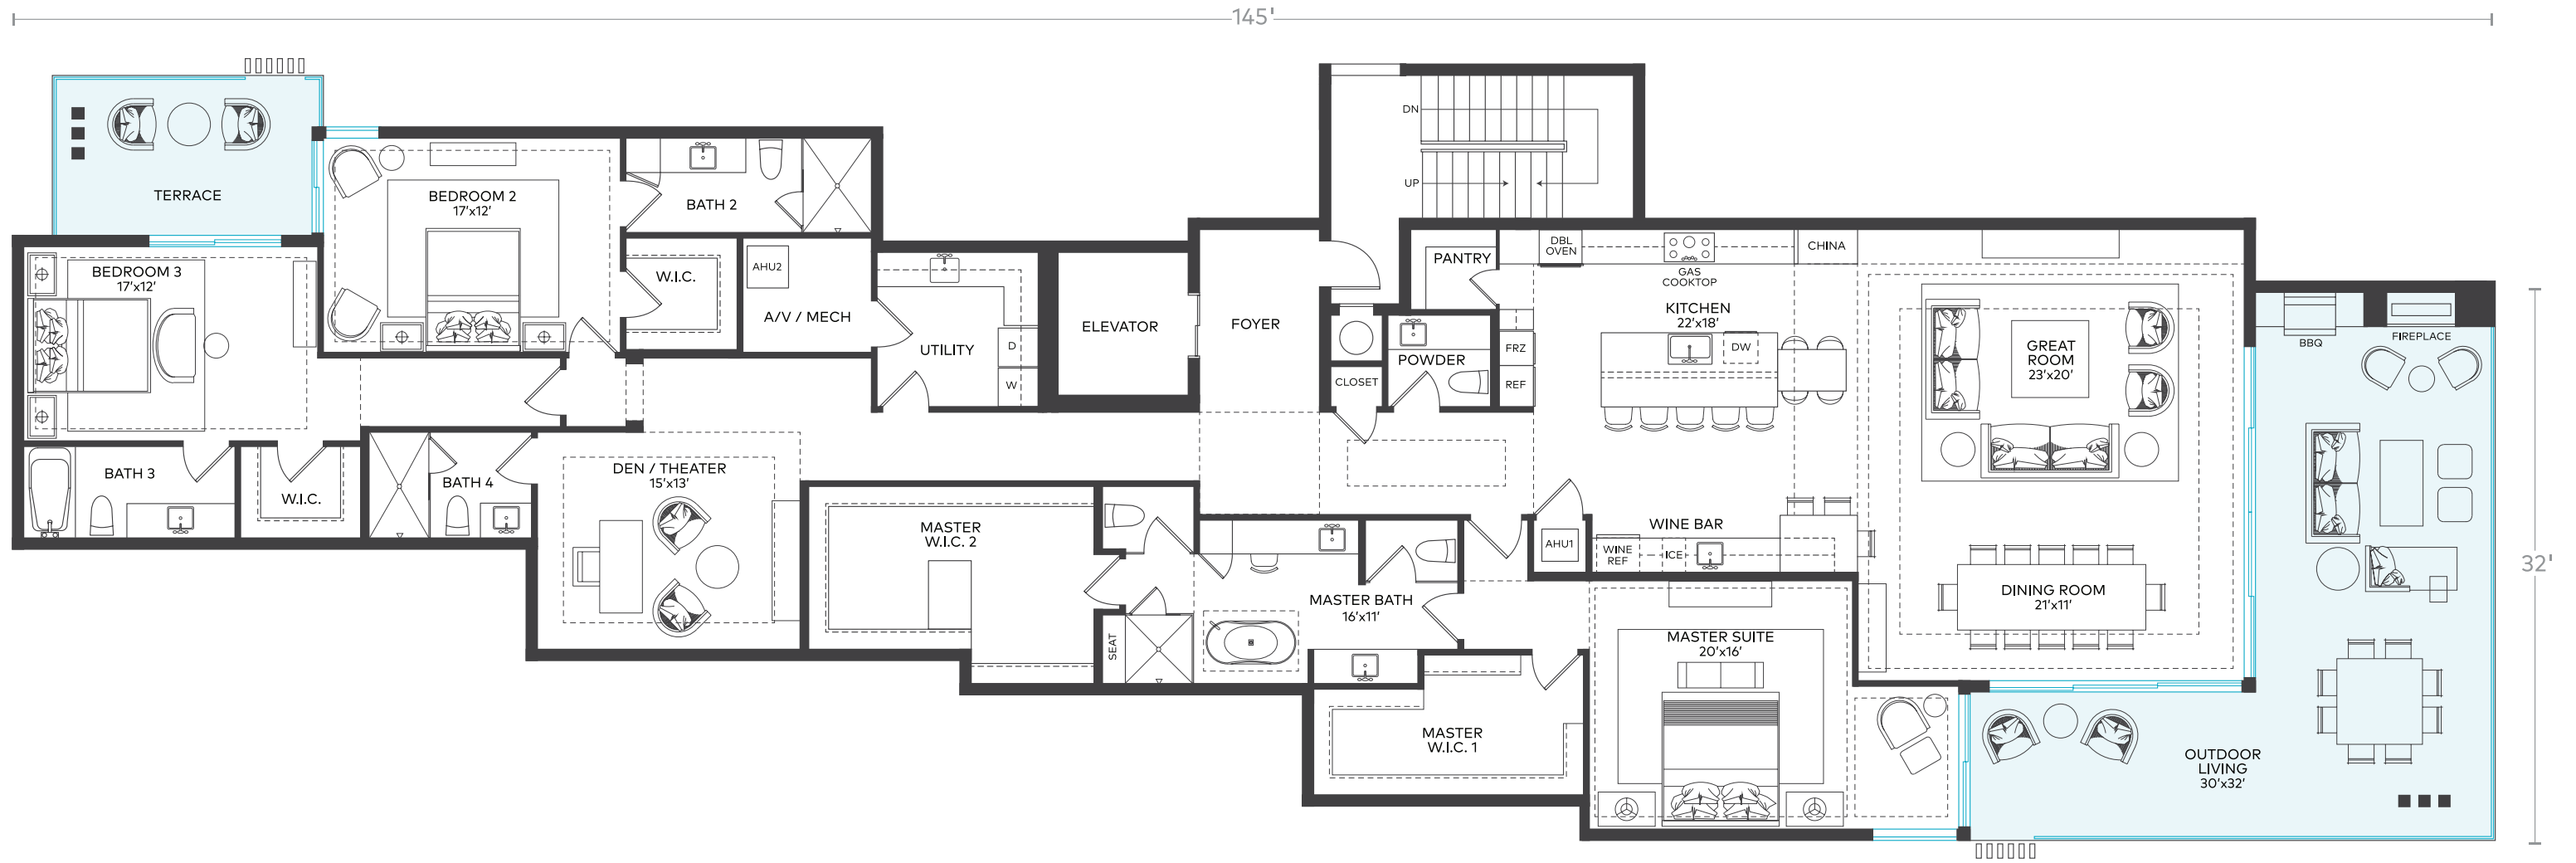 145'
TERRACE
BEDROOM 2
17'x12'
BATH 2
BEDROOM 3
17'x12'
W.I.C.
AHU2
A/V / MECH
UTILITY
D
W
ELEVATOR
FOYER
DN
UP
PANTRY
DBL
OVEN
GAS
COOKTOP
CHINA
KITCHEN
22'x18'
DW
FRZ
REF
POWDER
CLOSET
GREAT
ROOM
23'x20'
BBQ
FIREPLACE
BATH 3
W.I.C.
BATH 4
DEN / THEATER
15'x13'
MASTER
W.I.C. 2
SEAT
MASTER BATH
16'x11'
AHU1
WINE BAR
WINE
REF
ICE
DINING ROOM
21'x11'
MASTER SUITE
20'x16'
MASTER
W.I.C. 1
OUTDOOR
LIVING
30'x32'
32'